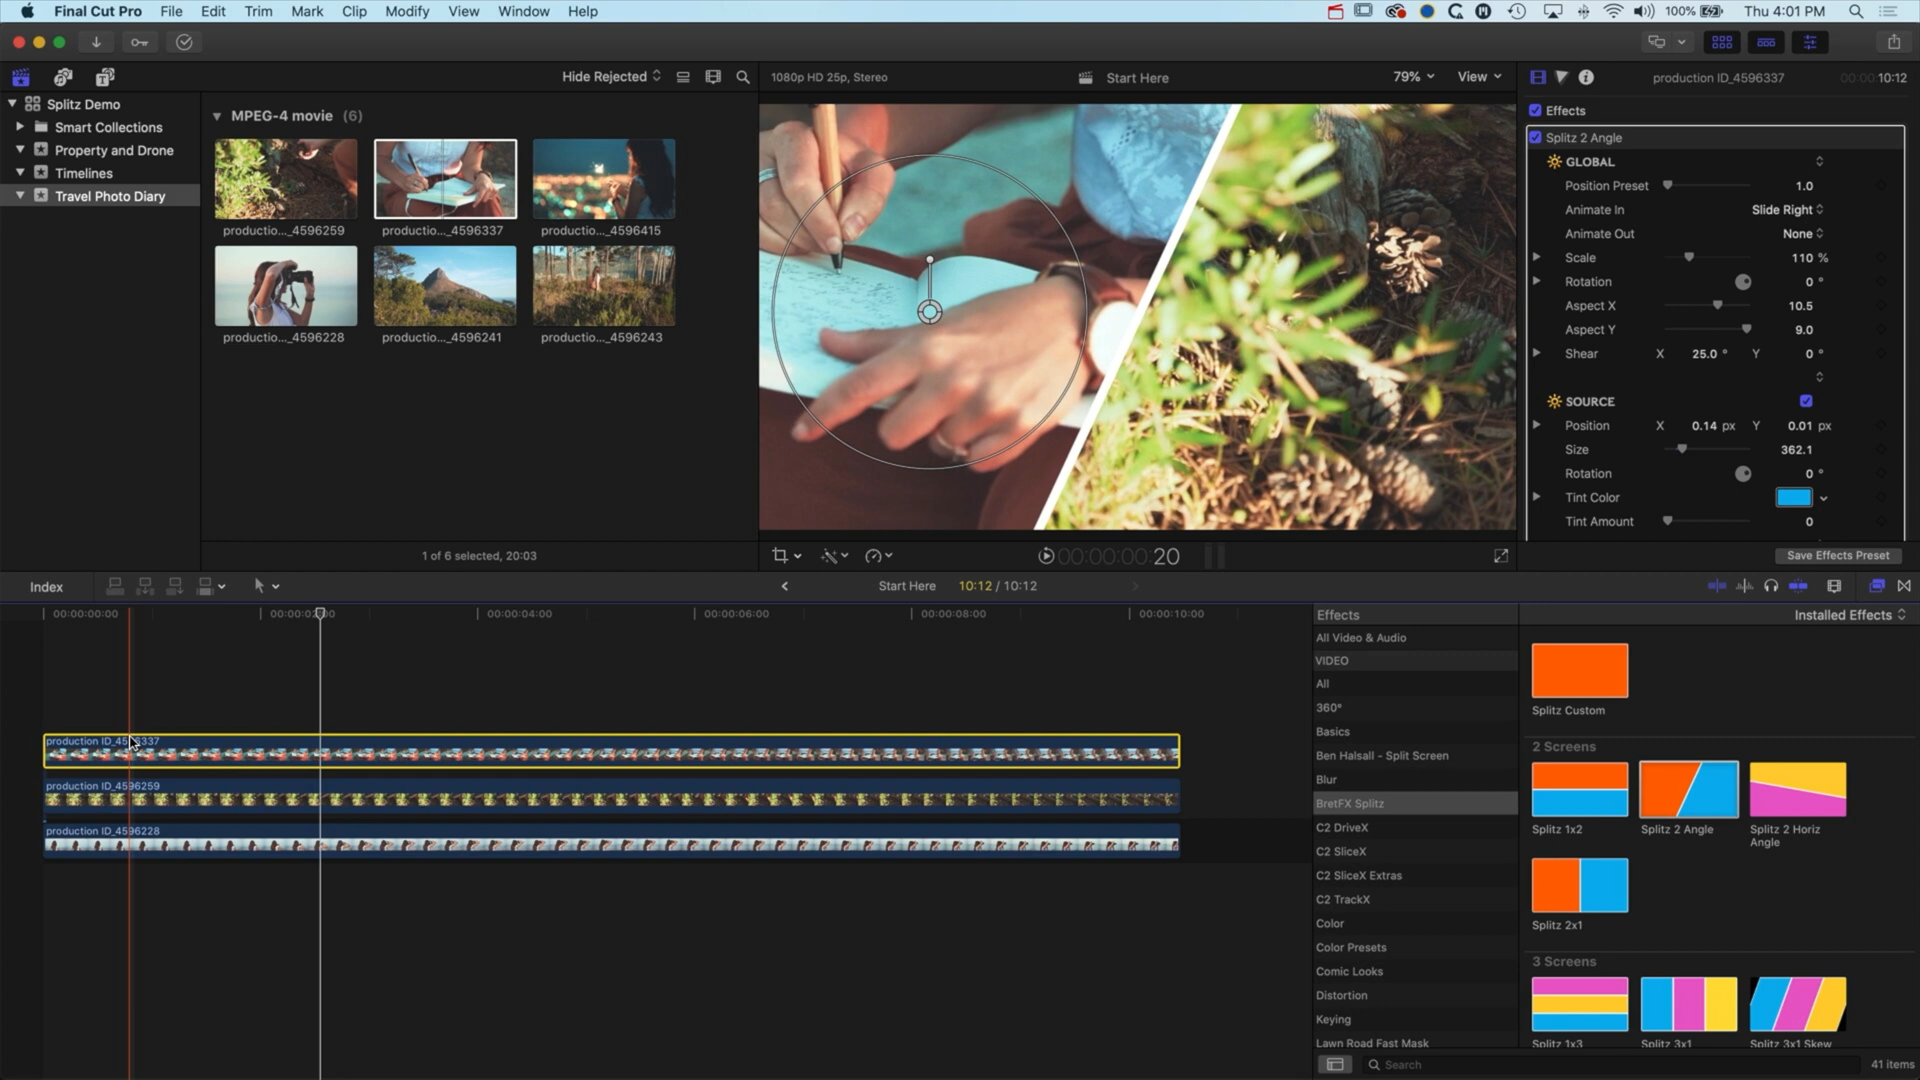 Final Cut Pro File Edit Trim Mark Clip Modify View Window Help 100% Thu 4:01 PM
Hide Rejected 1080p HD 25p, Stereo Start Here 79% View production ID_4596337 00:00:00:10:12
Splitz Demo
Smart Collections
Property and Drone
Timelines
Travel Photo Diary
MPEG-4 movie (6)
productio..._4596259 productio..._4596337 productio..._4596415
productio..._4596228 productio..._4596241 productio..._4596243
1 of 6 selected, 20:03
00:00:00:00:20
Effects
Splitz 2 Angle
GLOBAL
Position Preset 1.0
Animate In Slide Right
Animate Out None
Scale 110 %
Rotation 0 °
Aspect X 10.5
Aspect Y 9.0
Shear X 25.0 ° Y 0 °
SOURCE
Position X 0.14 px Y 0.01 px
Size 362.1
Rotation 0 °
Tint Color
Tint Amount 0
Save Effects Preset
Index Start Here 10:12 / 10:12
00:00:00:00 00:00:04:00 00:00:06:00 00:00:08:00 00:00:10:00
production ID_4596337
production ID_4596259
production ID_4596228
Effects Installed Effects
All Video & Audio
VIDEO
All
360°
Basics
Ben Halsall - Split Screen
Blur
BretFX Splitz
C2 DriveX
C2 SliceX
C2 SliceX Extras
C2 TrackX
Color
Color Presets
Comic Looks
Distortion
Keying
Lawn Road Fast Mask
Splitz Custom
2 Screens
Splitz 1x2 Splitz 2 Angle Splitz 2 Horiz
Angle
Splitz 2x1
3 Screens
Splitz 1x3 Splitz 3x1 Splitz 3x1 Skew
Search 41 items